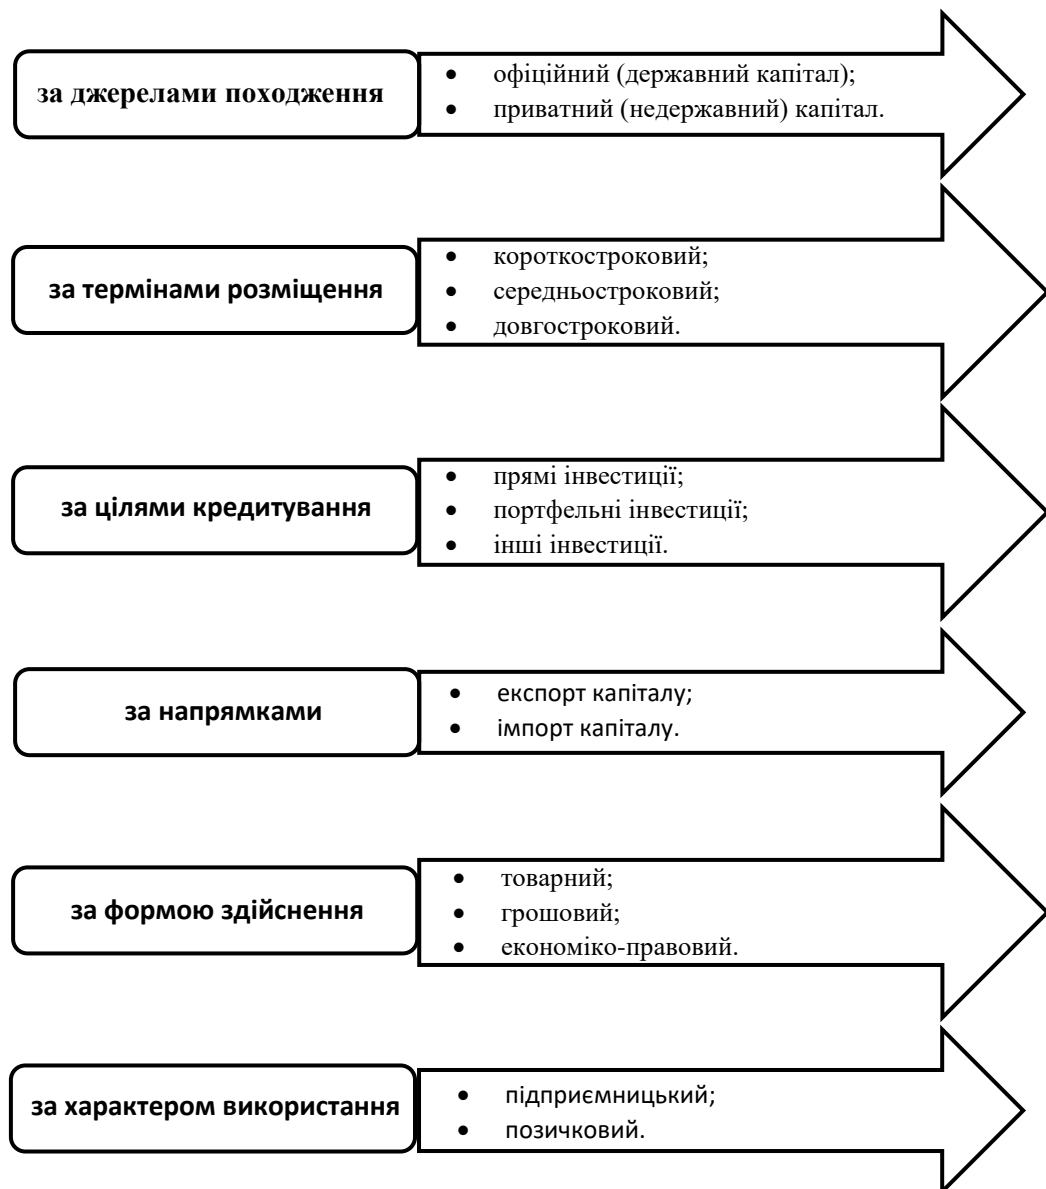 за джерелами походження
• офіційний (державний капітал);
• приватний (недержавний) капітал.
за термінами розміщення
• короткостроковий;
• середньостроковий;
• довгостроковий.
за цілями кредитування
• прямі інвестиції;
• портфельні інвестиції;
• інші інвестиції.
за напрямками
• експорт капіталу;
• імпорт капіталу.
за формою здійснення
• товарний;
• грошовий;
• економіко-правовий.
за характером використання
• підприємницький;
• позичковий.